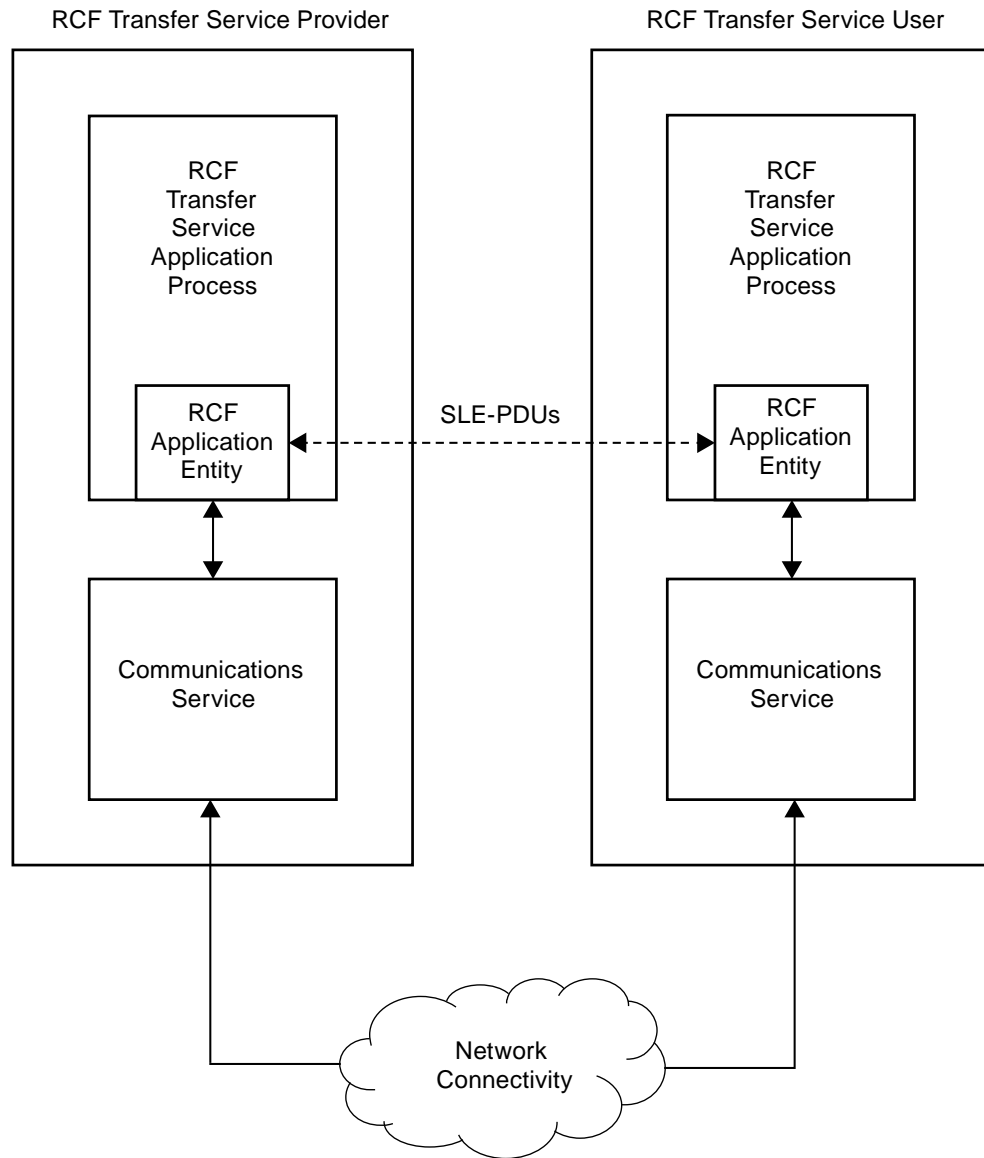 RCF Transfer Service Provider
RCF Transfer Service User
RCF
Transfer
Service
Application
Process
RCF
Transfer
Service
Application
Process
RCF
Application
Entity
SLE-PDUs
RCF
Application
Entity
Communications
Service
Communications
Service
Network
Connectivity